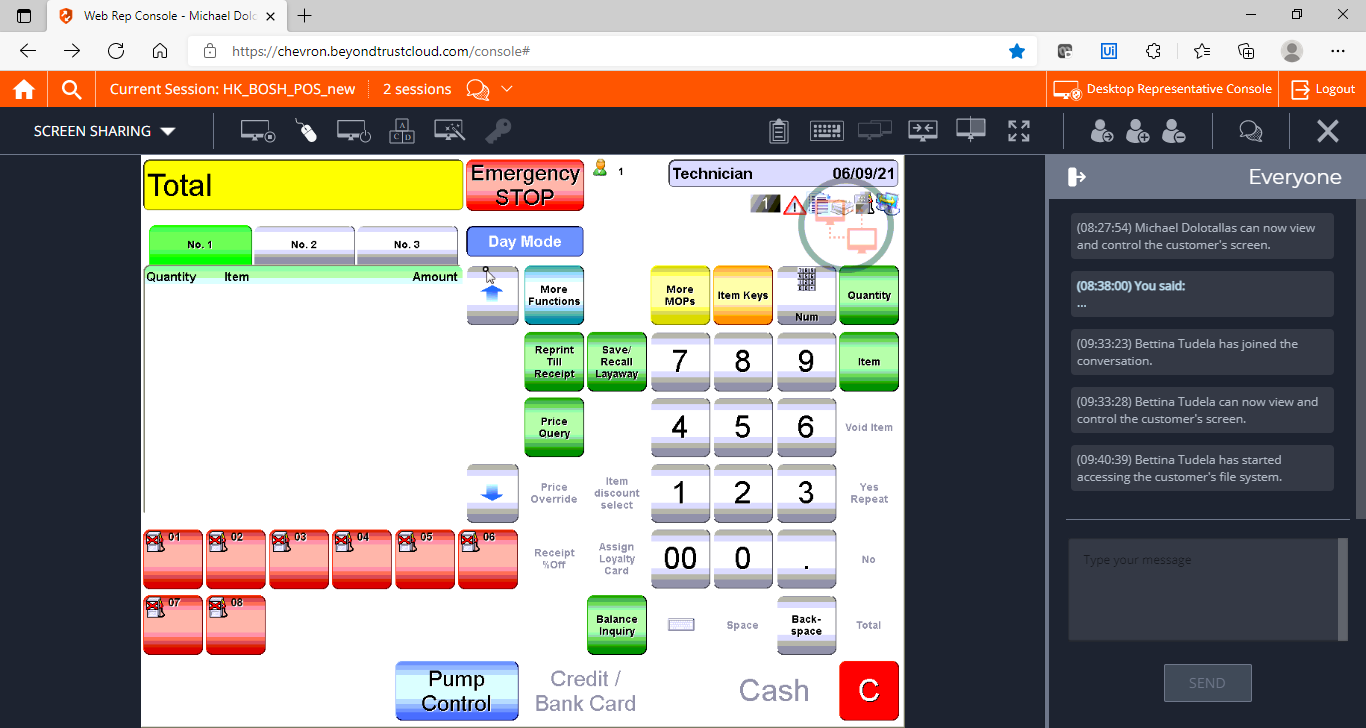 Web Rep Console - Michael Dolo
https://chevron.beyondtrustcloud.com/console#
Ui
Current Session: HK_BOSH_POS_new
2 sessions
Desktop Representative Console
Logout
SCREEN SHARING
A
C D
Total
Emergency
STOP
1
Technician 06/09/21
1
No. 1
No. 2
No. 3
Day Mode
Quantity Item Amount
More
Functions
More
MOPs
Item Keys
Num
Quantity
Reprint
Till
Receipt
Save/
Recall
Layaway
7
8
9
Item
Price
Query
4
5
6
Void Item
Price
Override
Item
discount
select
1
2
3
Yes
Repeat
01
02
03
04
05
06
Receipt
%Off
Assign
Loyalty
Card
00
0
.
No
07
08
Balance
Inquiry
Space
Back-
space
Total
Pump
Control
Credit /
Bank Card
Cash
C
Everyone
(08:27:54) Michael Dolotallas can now view
and control the customer's screen.
(08:38:00) You said:
...
(09:33:23) Bettina Tudela has joined the
conversation.
(09:33:28) Bettina Tudela can now view and
control the customer's screen.
(09:40:39) Bettina Tudela has started
accessing the customer's file system.
Type your message
SEND